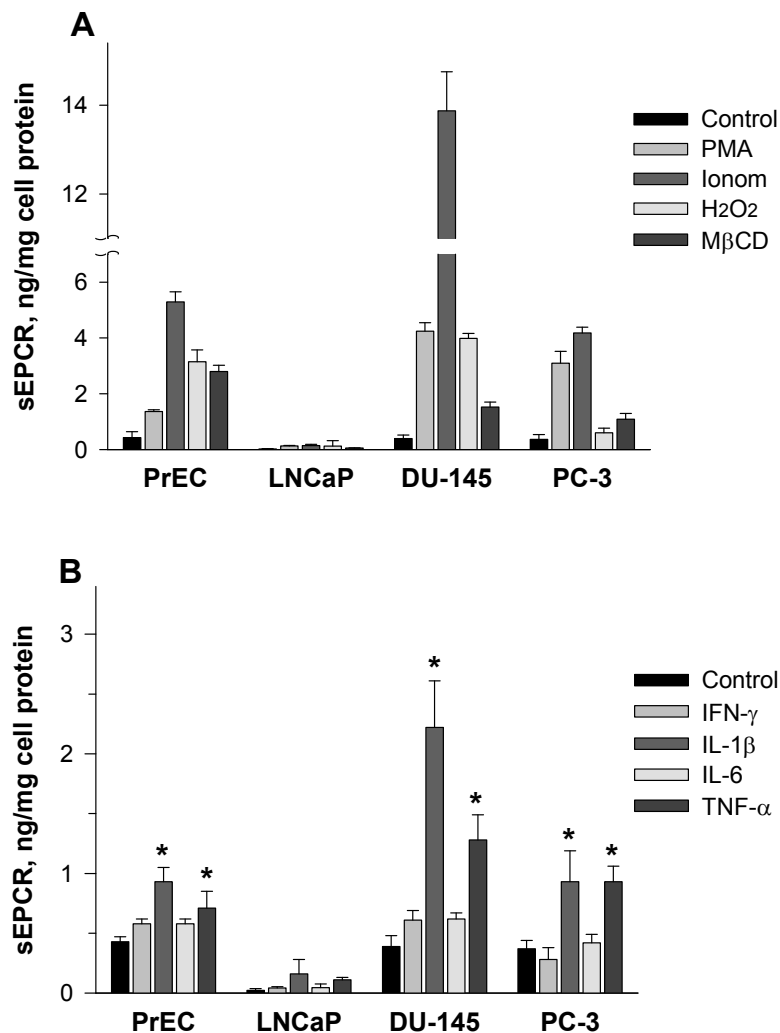 A
sEPCR, ng/mg cell protein
14
12
6
4
2
0
PrEC LNCaP DU-145 PC-3
Control
PMA
Ionom
H2O2
MβCD
B
sEPCR, ng/mg cell protein
3
2
1
0
* * * * * *
PrEC LNCaP DU-145 PC-3
Control
IFN-γ
IL-1β
IL-6
TNF-α